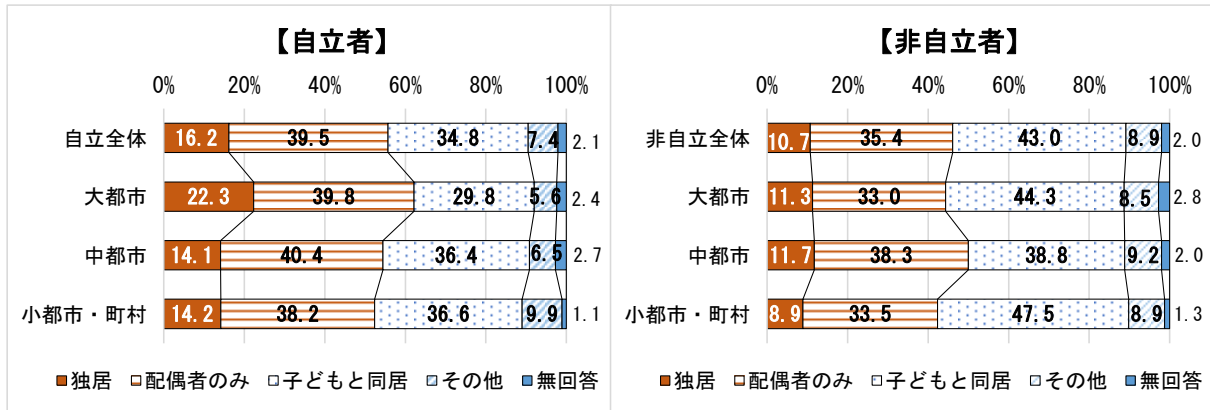 【自立者】
0% 20% 40% 60% 80% 100%
自立全体 16.2 39.5 34.8 7.4 2.1
大都市 22.3 39.8 29.8 5.6 2.4
中都市 14.1 40.4 36.4 6.5 2.7
小都市・町村 14.2 38.2 36.6 9.9 1.1
独居 配偶者のみ 子どもと同居 その他 無回答
【非自立者】
0% 20% 40% 60% 80% 100%
非自立全体 10.7 35.4 43.0 8.9 2.0
大都市 11.3 33.0 44.3 8.5 2.8
中都市 11.7 38.3 38.8 9.2 2.0
小都市・町村 8.9 33.5 47.5 8.9 1.3
独居 配偶者のみ 子どもと同居 その他 無回答